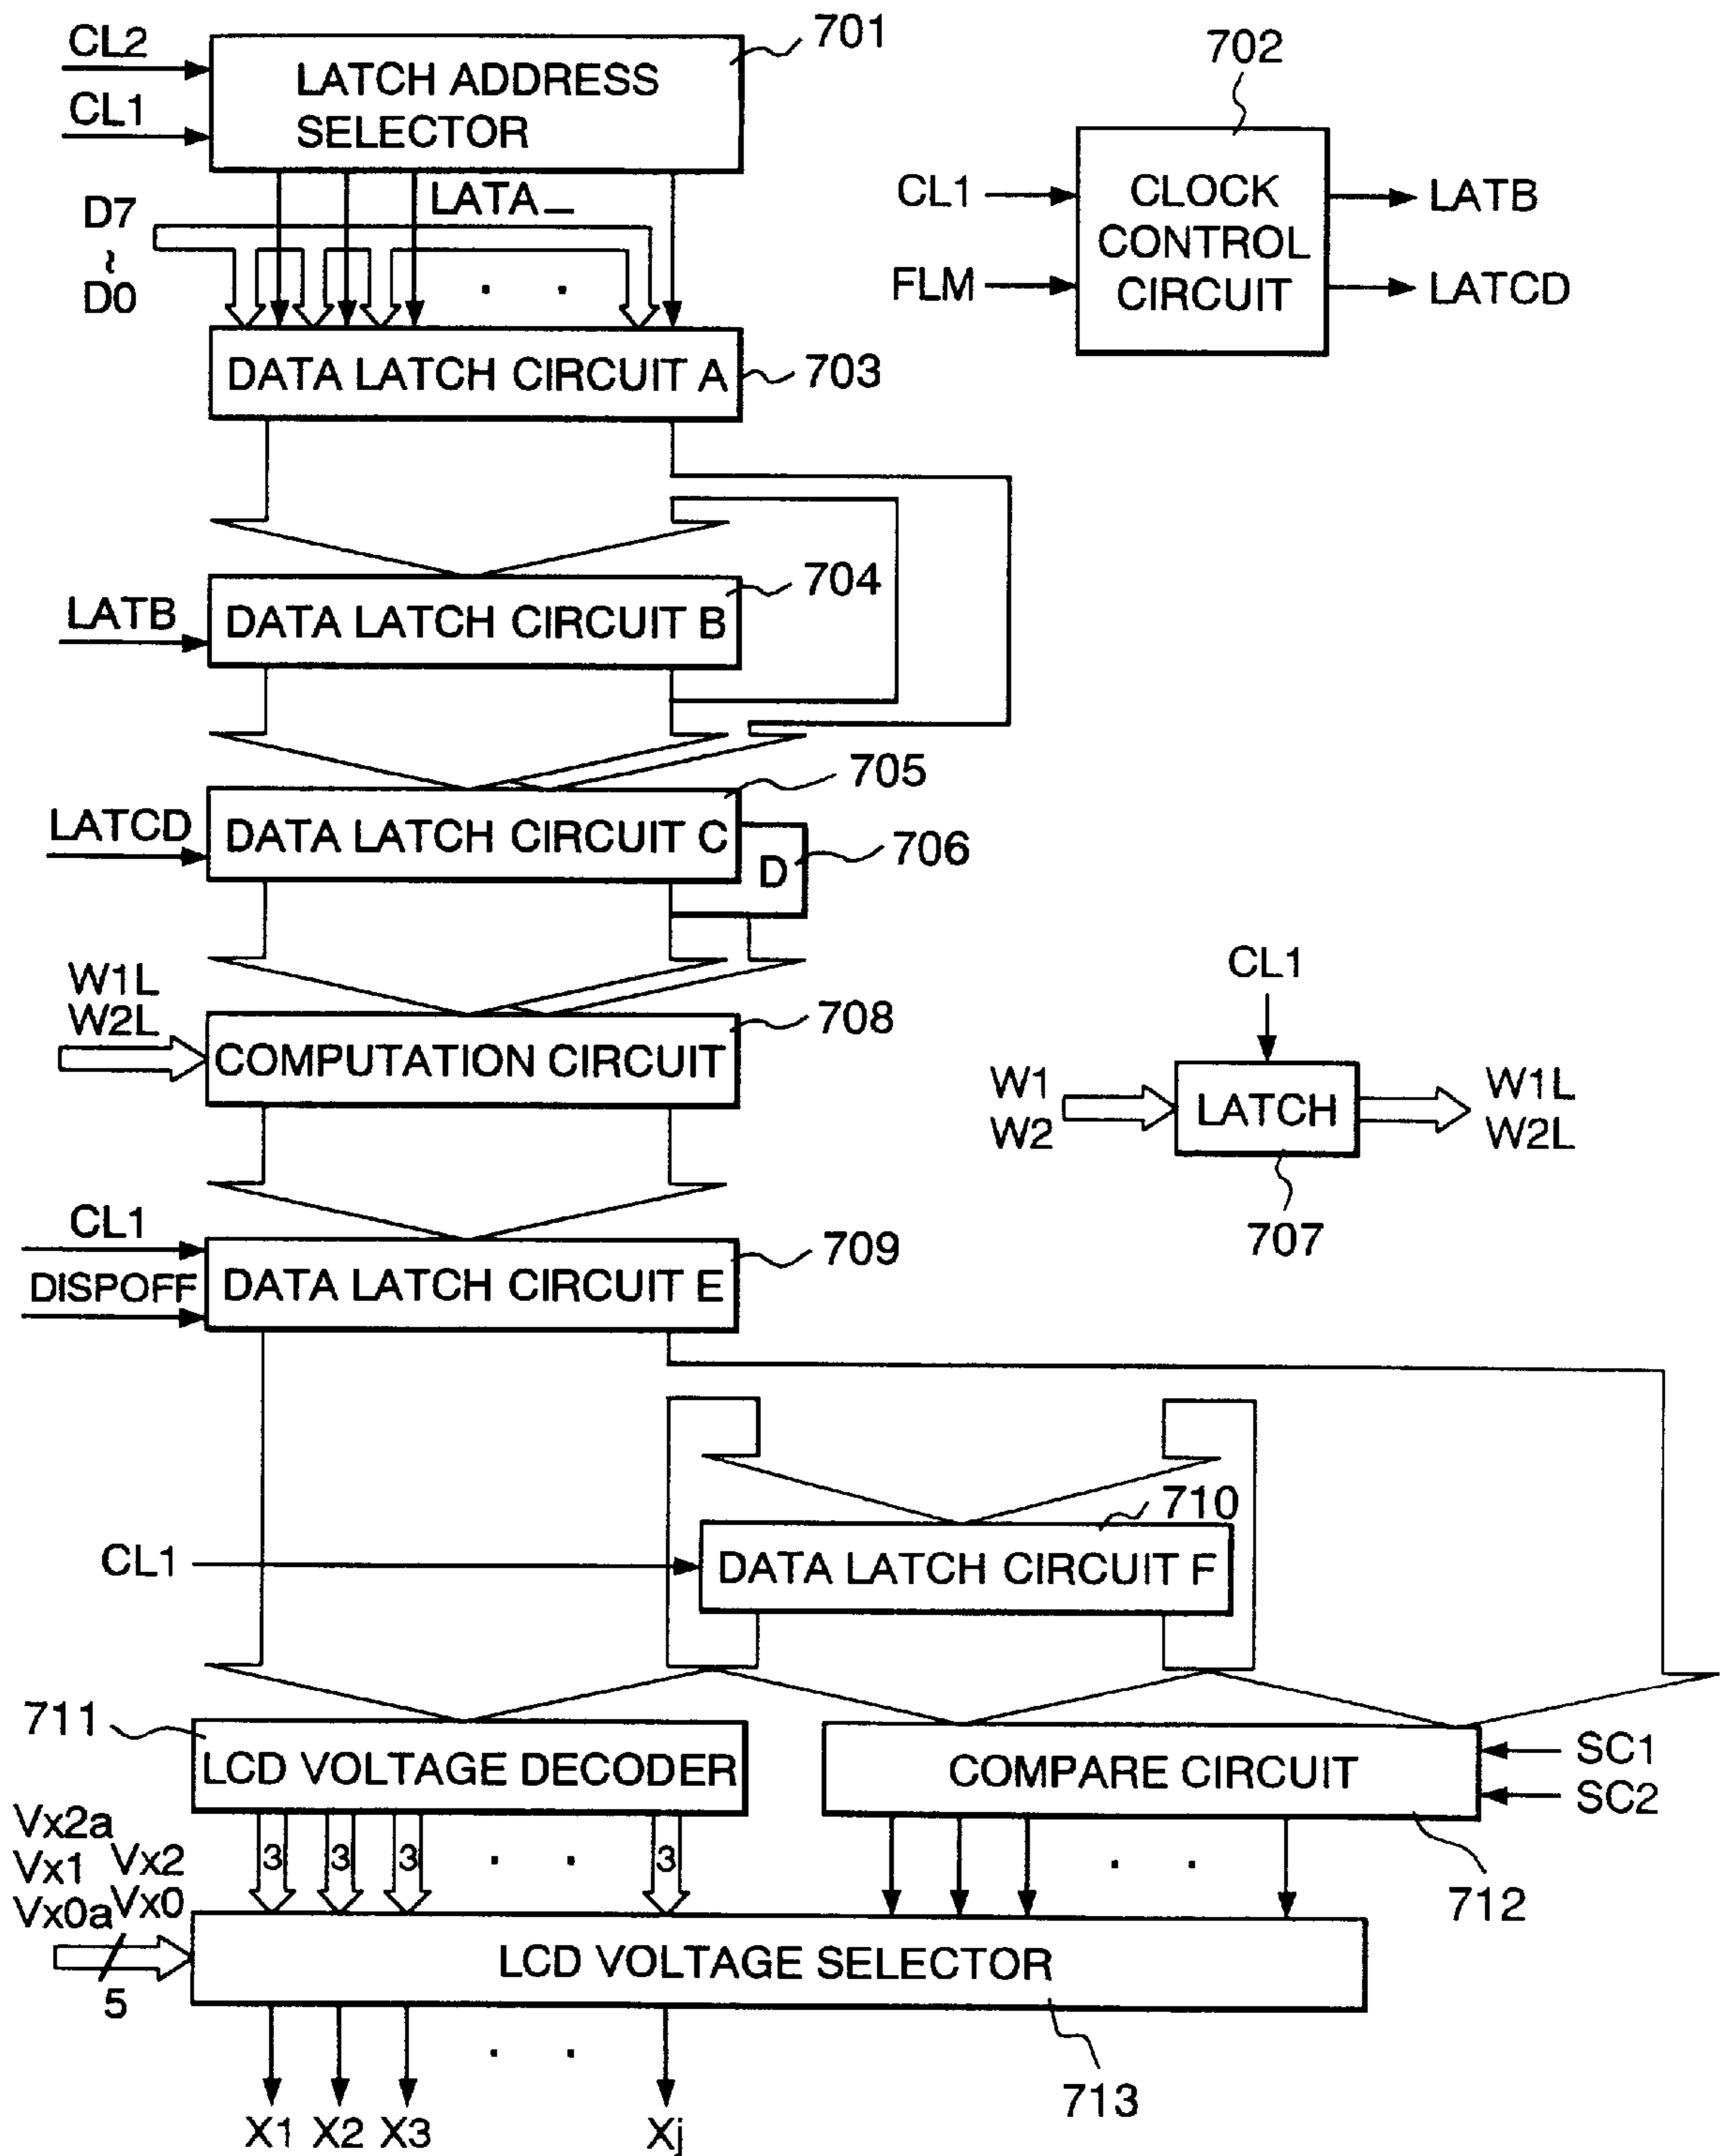 CL2
CL1
701
LATCH ADDRESS
SELECTOR
702
CL1
FLM
CLOCK
CONTROL
CIRCUIT
LATB
LATCD
LATA_
D7
~
D0
. .
DATA LATCH CIRCUIT A
703
704
LATB
DATA LATCH CIRCUIT B
705
LATCD
DATA LATCH CIRCUIT C
D
706
W1L
W2L
708
COMPUTATION CIRCUIT
CL1
W1
W2
LATCH
W1L
W2L
707
CL1
DISPOFF
DATA LATCH CIRCUIT E
709
710
CL1
DATA LATCH CIRCUIT F
711
LCD VOLTAGE DECODER
COMPARE CIRCUIT
SC1
SC2
712
Vx2a
Vx1 Vx2
Vx0a Vx0
3 3 3 . . 3
. .
5
LCD VOLTAGE SELECTOR
713
. .
X1 X2 X3 Xj